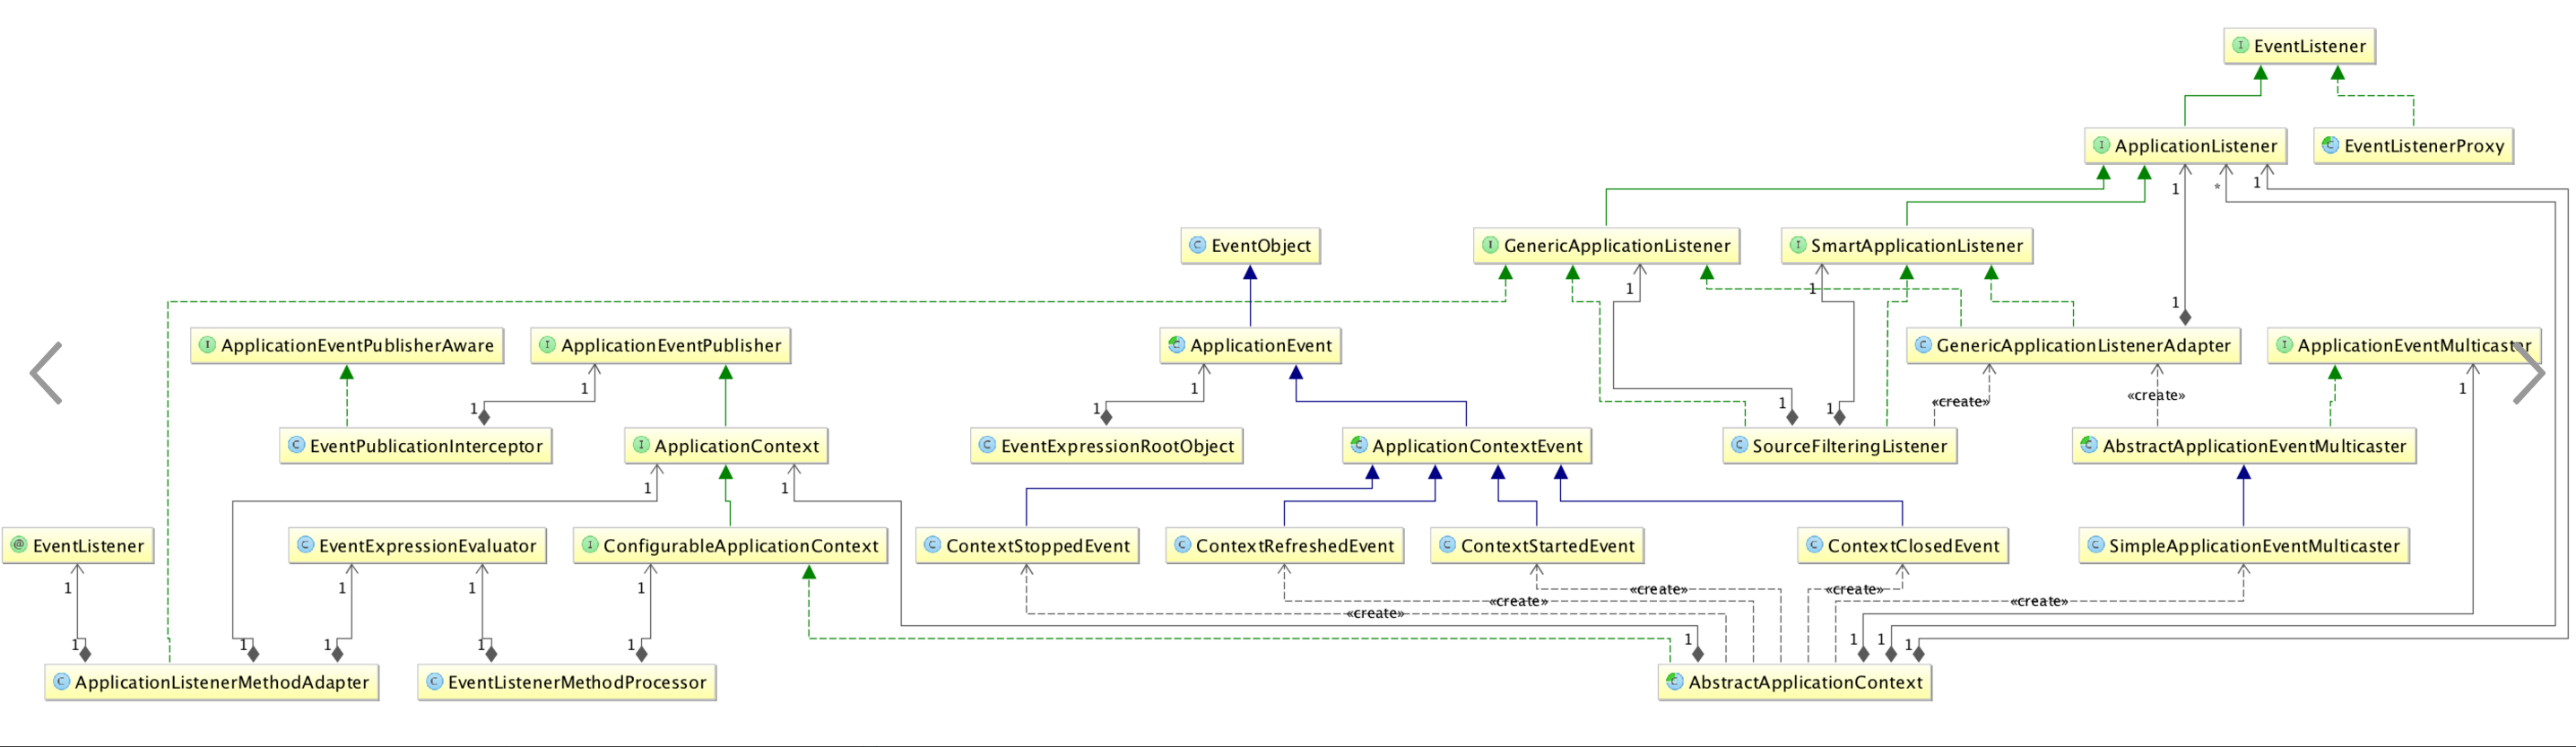 I EventListener
I ApplicationListener
C EventListenerProxy
1
*
1
C EventObject
I GenericApplicationListener
I SmartApplicationListener
1
1
1
I ApplicationEventPublisherAware
I ApplicationEventPublisher
C ApplicationEvent
C GenericApplicationListenerAdapter
I ApplicationEventMulticaster
1
1
1
1
1
1
1
1
«create»
«create»
C EventPublicationInterceptor
I ApplicationContext
C EventExpressionRootObject
C ApplicationContextEvent
C SourceFilteringListener
C AbstractApplicationEventMulticaster
1
1
@ EventListener
C EventExpressionEvaluator
I ConfigurableApplicationContext
C ContextStoppedEvent
C ContextRefreshedEvent
C ContextStartedEvent
C ContextClosedEvent
C SimpleApplicationEventMulticaster
1
1
1
1
«create»
«create»
«create»
«create»
«create»
1
1
1
1
1
1
1
1
1
C ApplicationListenerMethodAdapter
C EventListenerMethodProcessor
C AbstractApplicationContext